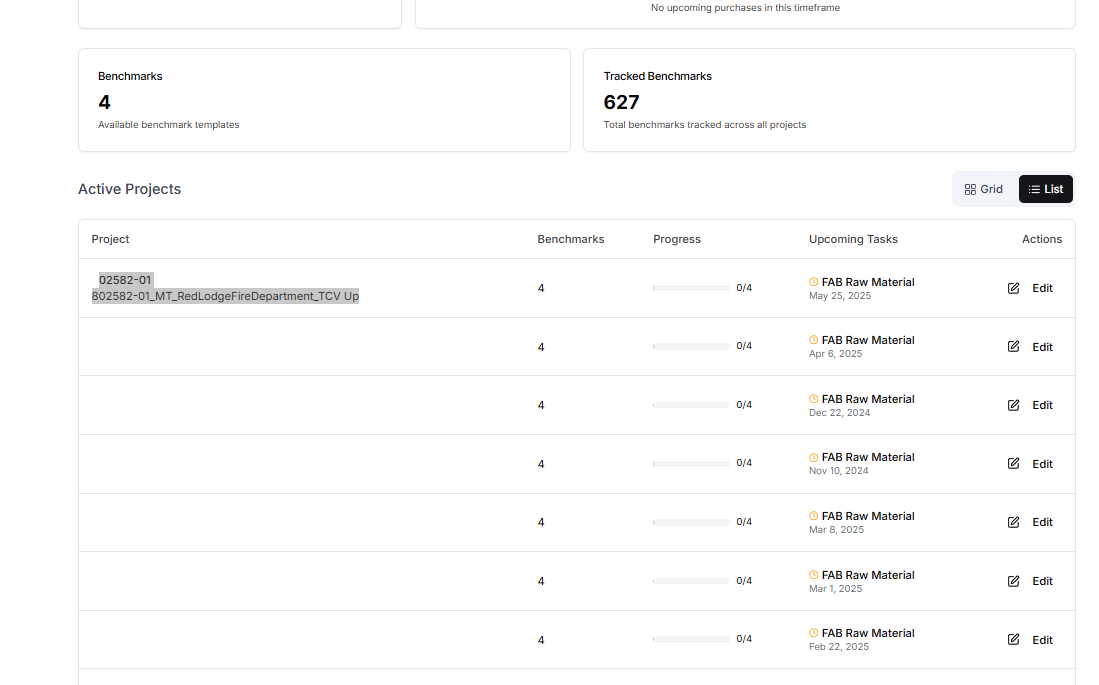 No upcoming purchases in this timeframe
Benchmarks
4
Available benchmark templates
Tracked Benchmarks
627
Total benchmarks tracked across all projects
Active Projects
Grid
List
Project Benchmarks Progress Upcoming Tasks Actions
02582-01
802582-01_MT_RedLodgeFireDepartment_TCV Up
4 0/4 FAB Raw Material Edit
May 25, 2025
4 0/4 FAB Raw Material Edit
Apr 6, 2025
4 0/4 FAB Raw Material Edit
Dec 22, 2024
4 0/4 FAB Raw Material Edit
Nov 10, 2024
4 0/4 FAB Raw Material Edit
Mar 8, 2025
4 0/4 FAB Raw Material Edit
Mar 1, 2025
4 0/4 FAB Raw Material Edit
Feb 22, 2025